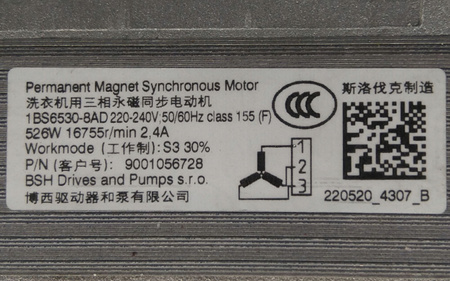 Permanent Magnet Synchronous Motor
洗衣机用三相永磁同步电动机
1BS6530-8AD 220-240V,50/60Hz class 155 (F)
526W 16755r/min 2,4A
Workmode (工作制): S3 30%
P/N (客户号): 9001056728
BSH Drives and Pumps s.r.o.
博西驱动器和泵有限公司
CCC
1
2
3
斯洛伐克制造
220520_4307_B